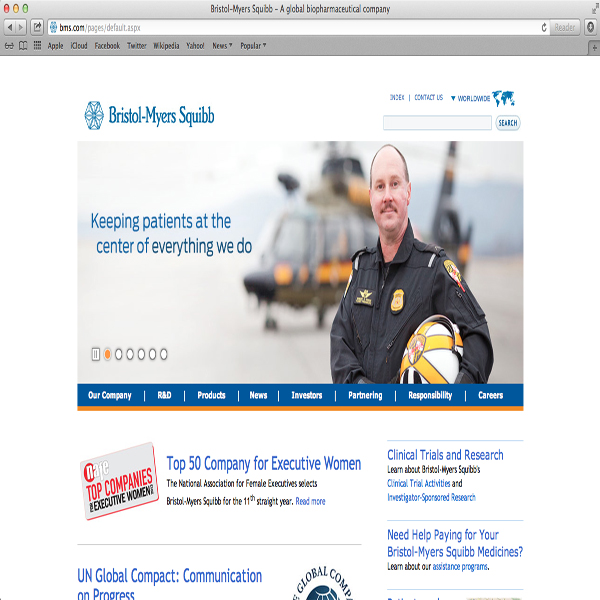 Bristol-Myers Squibb – A global biopharmaceutical company
bms.com/pages/default.aspx
Reader
Apple iCloud Facebook Twitter Wikipedia Yahoo! News Popular
INDEX | CONTACT US WORLDWIDE
Bristol-Myers Squibb
SEARCH
Keeping patients at the
center of everything we do
Our Company | R&D | Products | News | Investors | Partnering | Responsibility | Careers
nafe
TOP COMPANIES
FOR EXECUTIVE WOMEN
Top 50 Company for Executive Women
The National Association for Female Executives selects
Bristol-Myers Squibb for the 11th straight year. Read more
Clinical Trials and Research
Learn about Bristol-Myers Squibb's
Clinical Trial Activities and
Investigator-Sponsored Research
Need Help Paying for Your
Bristol-Myers Squibb Medicines?
Learn about our assistance programs.
UN Global Compact: Communication
on Progress
GLOBAL COMP